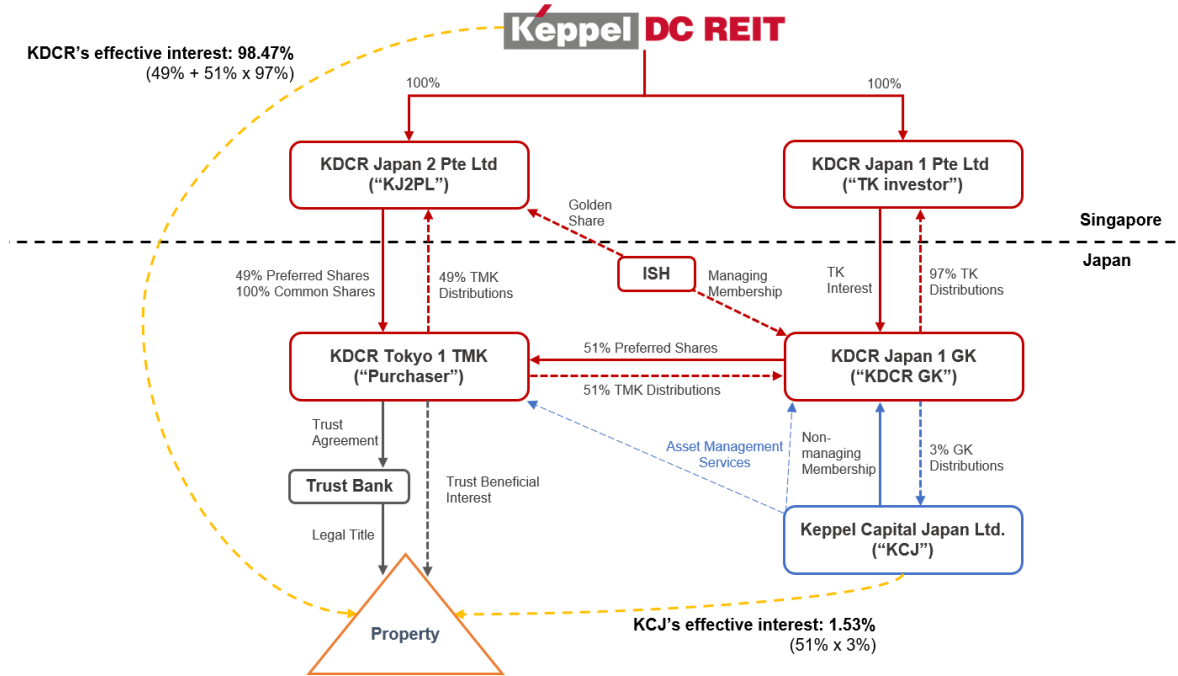 Keppel DC REIT
KDCR's effective interest: 98.47%
(49% + 51% x 97%)
100%
100%
KDCR Japan 2 Pte Ltd
("KJ2PL")
KDCR Japan 1 Pte Ltd
("TK investor")
Golden
Share
Singapore
Japan
49% Preferred Shares
100% Common Shares
49% TMK
Distributions
ISH
Managing
Membership
TK
Interest
97% TK
Distributions
KDCR Tokyo 1 TMK
("Purchaser")
51% Preferred Shares
51% TMK Distributions
KDCR Japan 1 GK
("KDCR GK")
Trust
Agreement
Asset Management
Services
Non-
managing
Membership
3% GK
Distributions
Trust Bank
Trust Beneficial
Interest
Legal Title
Keppel Capital Japan Ltd.
("KCJ")
Property
KCJ's effective interest: 1.53%
(51% x 3%)